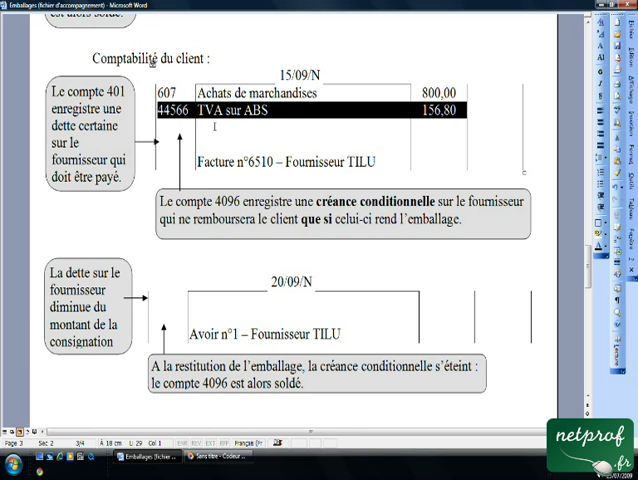 Emballages (fichier d'accompagnement) - Microsoft Word
est alors soldé.
Comptabilité du client :
15/09/N
Le compte 401
enregistre une
dette certaine
sur le
fournisseur qui
doit être payé.
607 Achats de marchandises 800,00
44566 TVA sur ABS 156,80
Facture n°6510 – Fournisseur TILU
Le compte 4096 enregistre une créance conditionnelle sur le fournisseur
qui ne remboursera le client que si celui-ci rend l'emballage.
La dette sur le
fournisseur
diminue du
montant de la
consignation
20/09/N
Avoir n°1 – Fournisseur TILU
A la restitution de l'emballage, la créance conditionnelle s'éteint :
le compte 4096 est alors soldé.
Page 3 Sec 2 3/4 À 18 cm L: 29 Col 1 ENR REV EXT RFP Français (Fr
Emballages (fichier ... Sans titre - Codeur ...
netprof
.fr